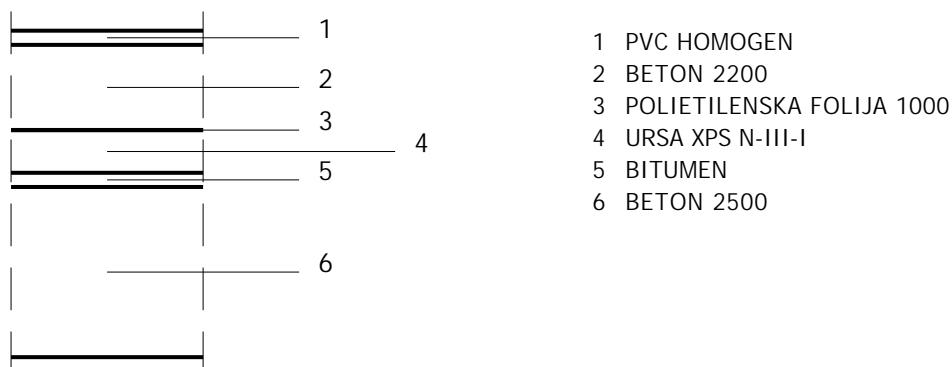 1
2
3
4
5
6
1 PVC HOMOGEN
2 BETON 2200
3 POLIETILENSKA FOLIJA 1000
4 URSA XPS N-III-I
5 BITUMEN
6 BETON 2500